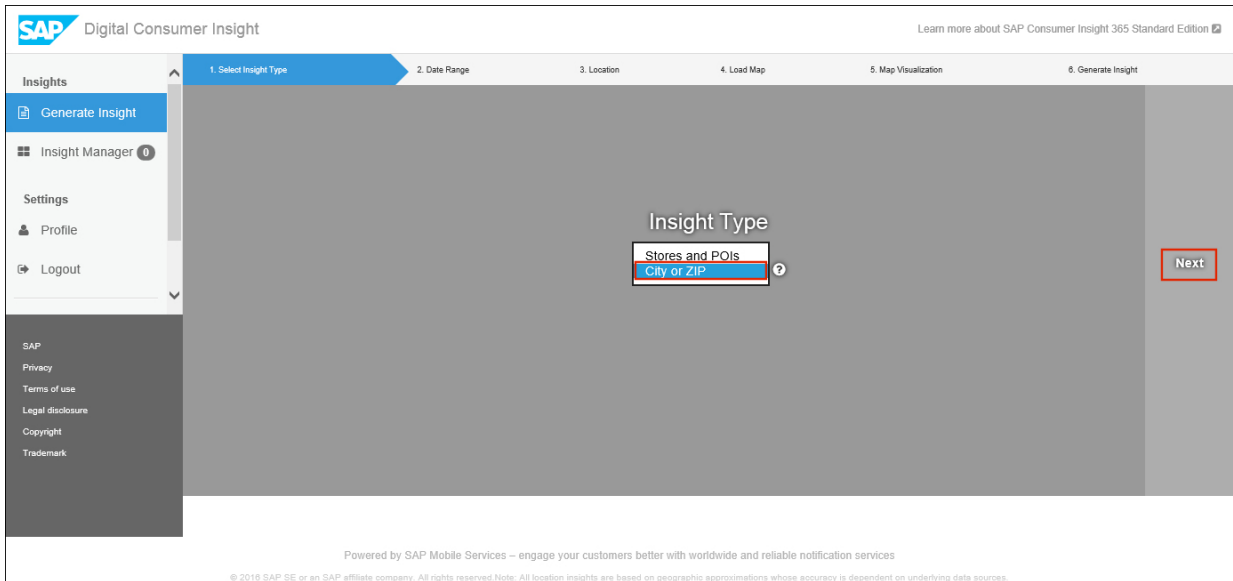 SAP Digital Consumer Insight
Learn more about SAP Consumer Insight 365 Standard Edition
Insights
Generate Insight
Insight Manager 0
Settings
Profile
Logout
SAP
Privacy
Terms of use
Legal disclosure
Copyright
Trademark
1. Select Insight Type
2. Date Range
3. Location
4. Load Map
5. Map Visualization
6. Generate Insight
Insight Type
Stores and POIs
City or ZIP
?
Next
Powered by SAP Mobile Services – engage your customers better with worldwide and reliable notification services
© 2016 SAP SE or an SAP affiliate company. All rights reserved.Note: All location insights are based on geographic approximations whose accuracy is dependent on underlying data sources.